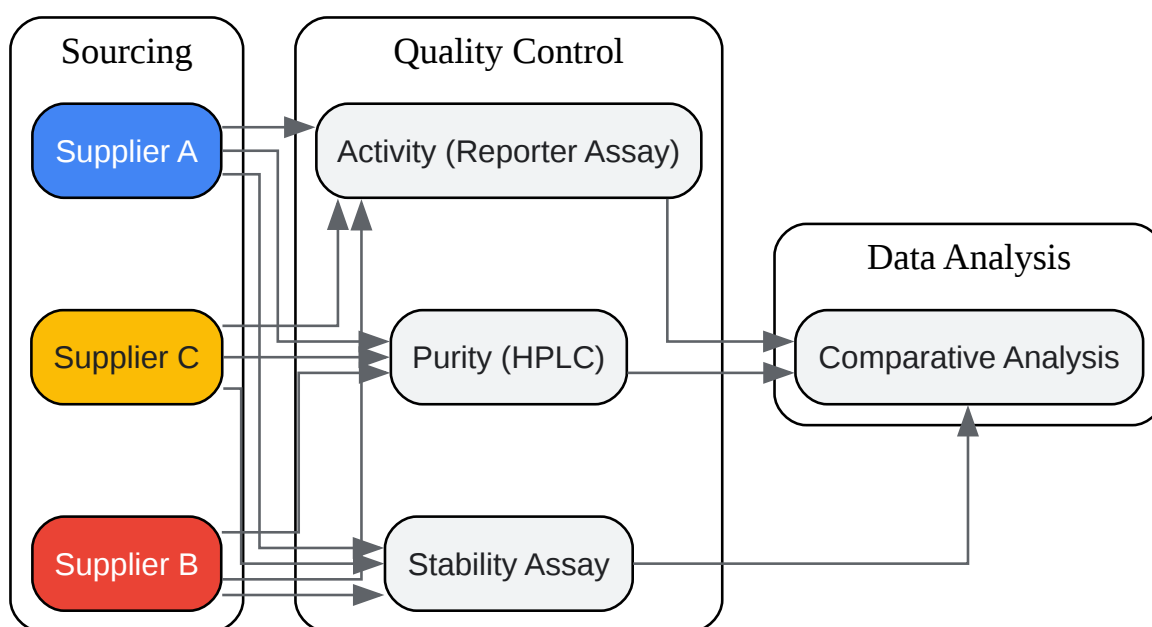 Sourcing
Supplier A
Supplier C
Supplier B
Quality Control
Activity (Reporter Assay)
Purity (HPLC)
Stability Assay
Data Analysis
Comparative Analysis